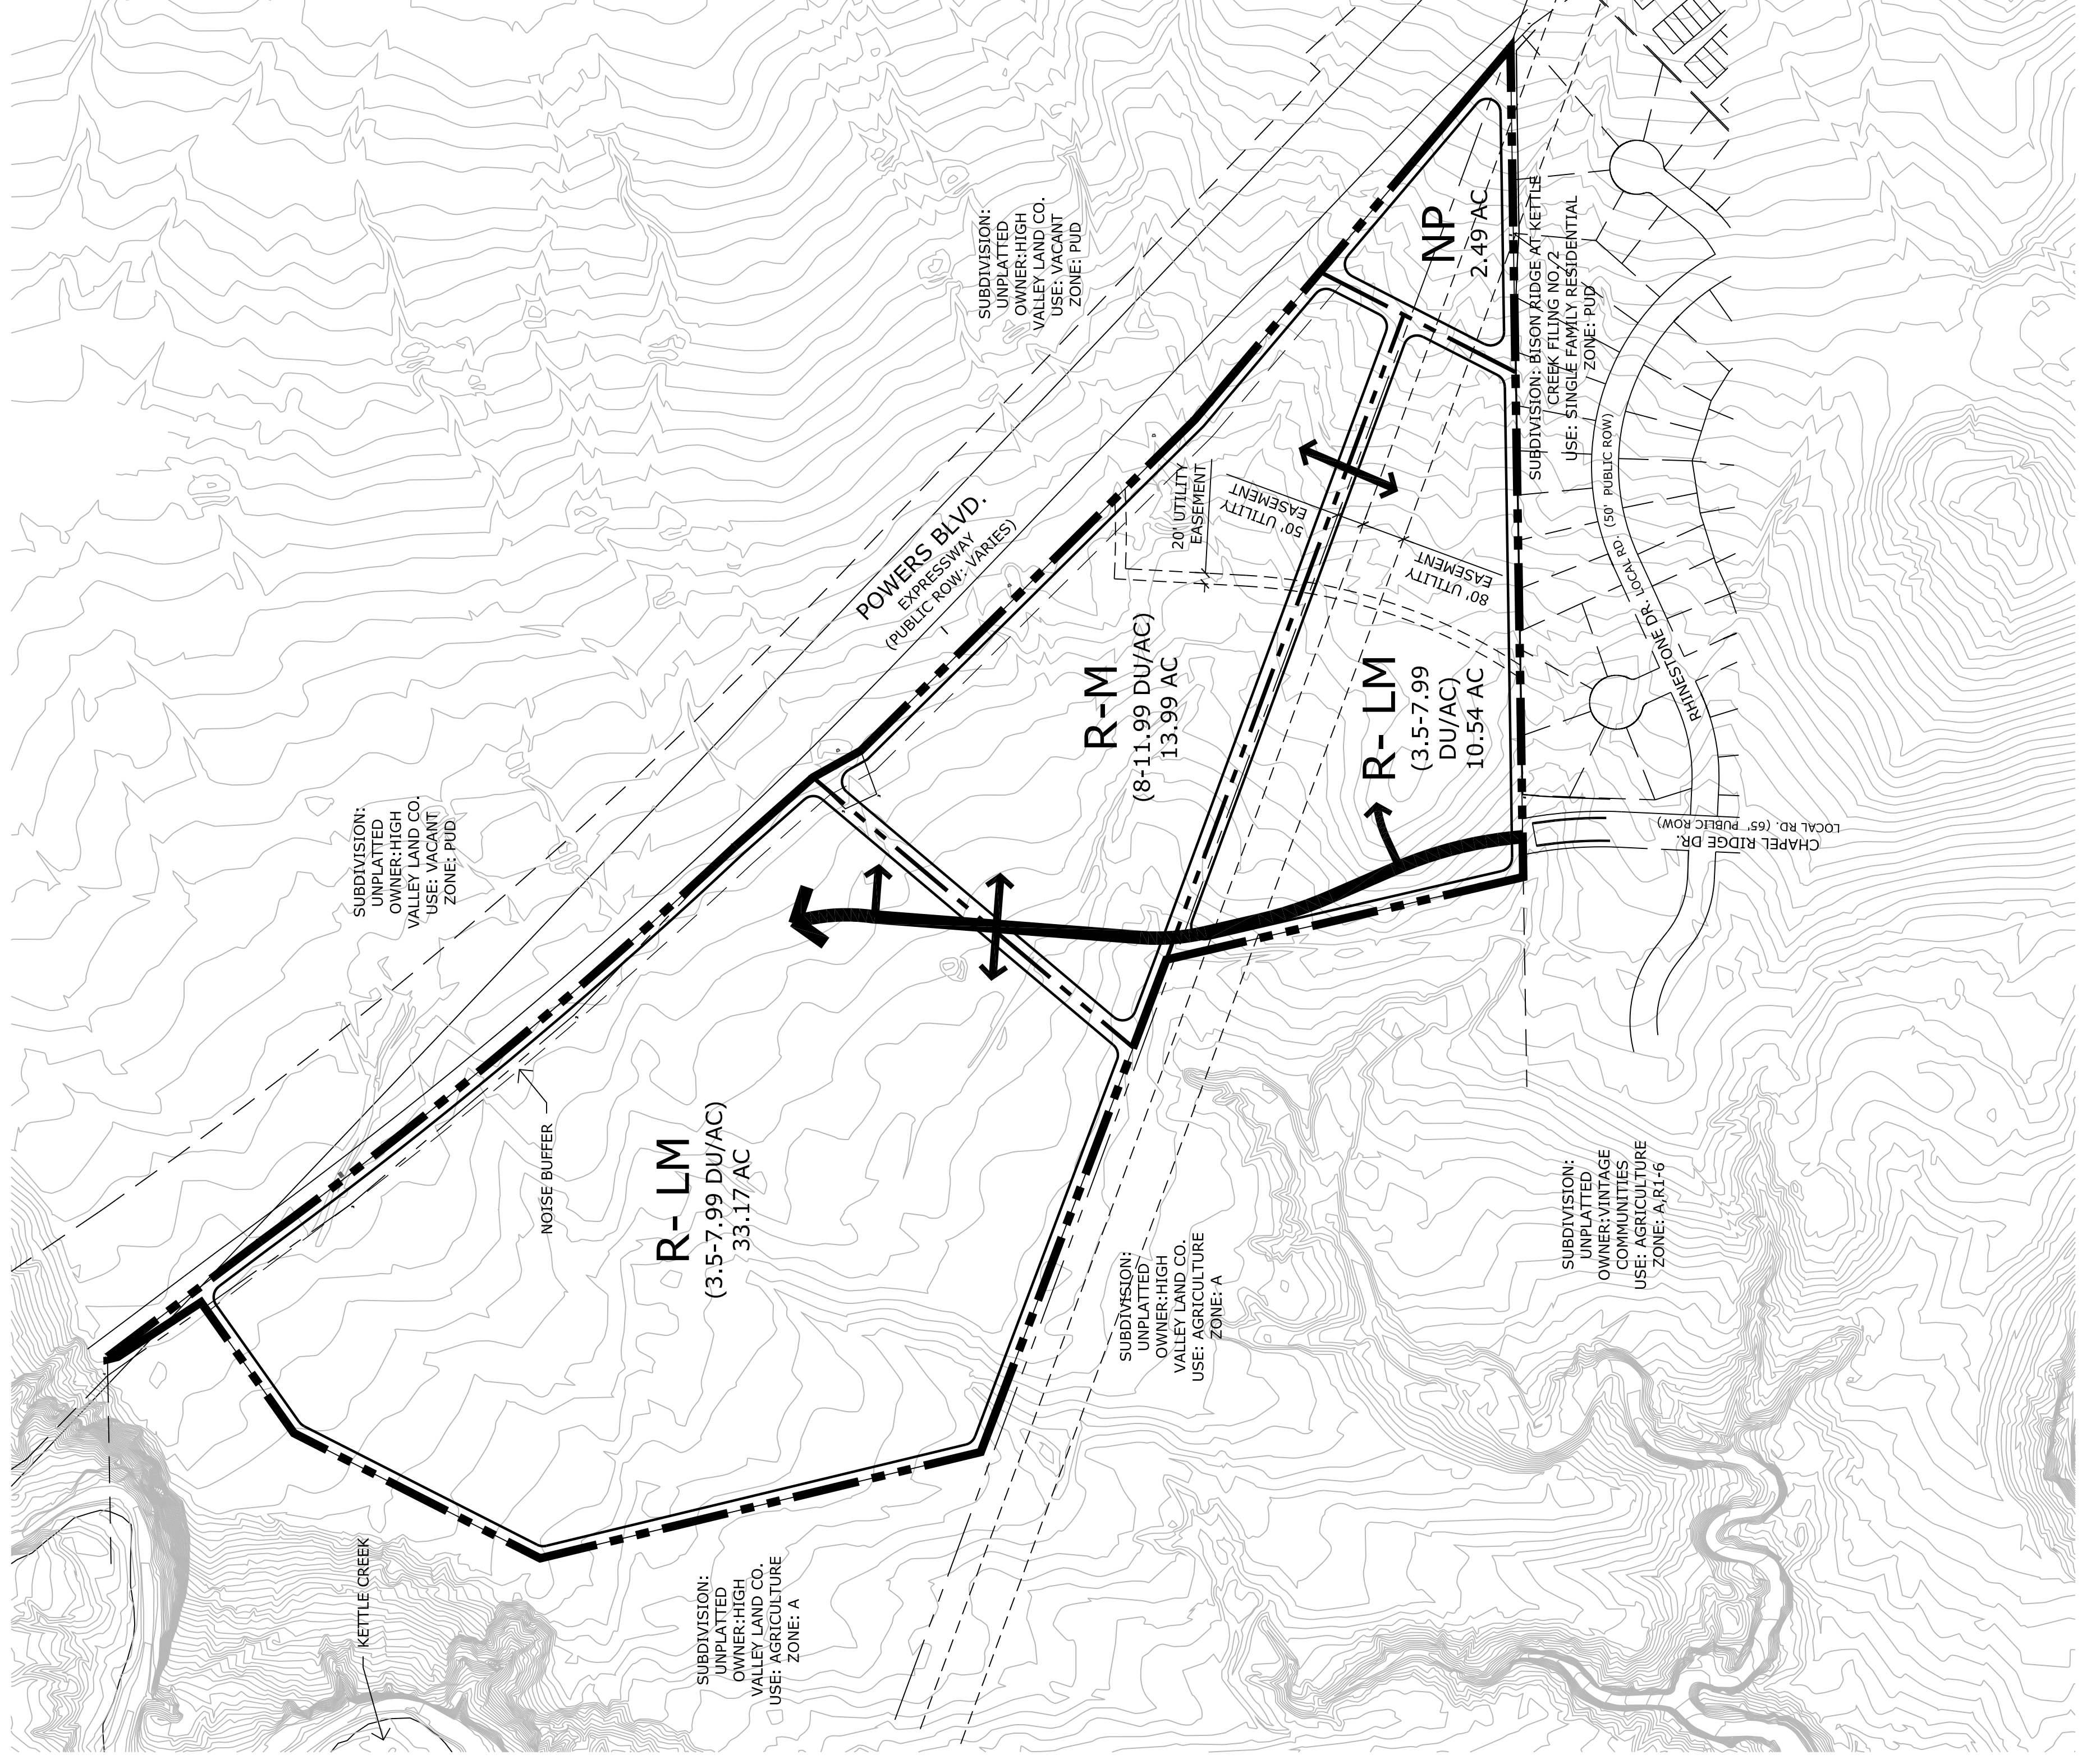 SUBDIVISION:
UNPLATTED
OWNER:HIGH
VALLEY LAND CO.
USE: VACANT
ZONE: PUD
SUBDIVISION:
UNPLATTED
OWNER:HIGH
VALLEY LAND CO.
USE: VACANT
ZONE: PUD
POWERS BLVD.
EXPRESSWAY
(PUBLIC ROW: VARIES)
NP
2.49 AC
SUBDIVISION: BISON RIDGE AT KETTLE
CREEK FILING NO. 2
USE: SINGLE FAMILY RESIDENTIAL
ZONE: PUD
20' UTILITY
EASEMENT
50' UTILITY
EASEMENT
80' UTILITY
EASEMENT
R-M
(8-11.99 DU/AC)
13.99 AC
R- LM
(3.5-7.99
DU/AC)
10.54 AC
RHINESTONE DR. LOCAL RD. (50' PUBLIC ROW)
CHAPEL RIDGE DR.
LOCAL RD. (65' PUBLIC ROW)
NOISE BUFFER
R- LM
(3.5-7.99 DU/AC)
33.17 AC
SUBDIVISION:
UNPLATTED
OWNER:HIGH
VALLEY LAND CO.
USE: AGRICULTURE
ZONE: A
SUBDIVISION:
UNPLATTED
OWNER:VINTAGE
COMMUNITIES
USE: AGRICULTURE
ZONE: A,R1-6
KETTLE CREEK
SUBDIVISION:
UNPLATTED
OWNER:HIGH
VALLEY LAND CO.
USE: AGRICULTURE
ZONE: A